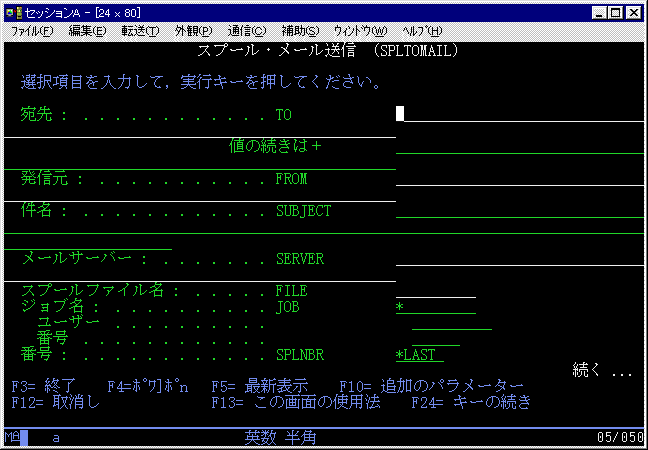 セッションA - [24 × 80]
ファイル(F) 編集(E) 転送(T) 外観(P) 通信(C) 補助(S) ウィンドウ(W) ヘルプ(H)
スプール・メール送信 (SPLTOMAIL)
選択項目を入力して，実行キーを押してください。
宛先 : . . . . . . . . . . . . TO
値の続きは＋
発信元 : . . . . . . . . . . . FROM
件名 : . . . . . . . . . . . . SUBJECT
メールサーバー : . . . . . . . SERVER
スプールファイル名 : . . . . . FILE
ジョブ名 : . . . . . . . . . . JOB *
ユーザー . . . . . . . . . .
番号 . . . . . . . . . . . .
番号 : . . . . . . . . . . . . SPLNBR *LAST
続く ...
F3= 終了 F4=ﾎﾟﾜ]ﾎﾟn F5= 最新表示 F10= 追加のパラメーター
F12= 取消し F13= この画面の使用法 F24= キーの続き
MA a 英数 半角 05/050